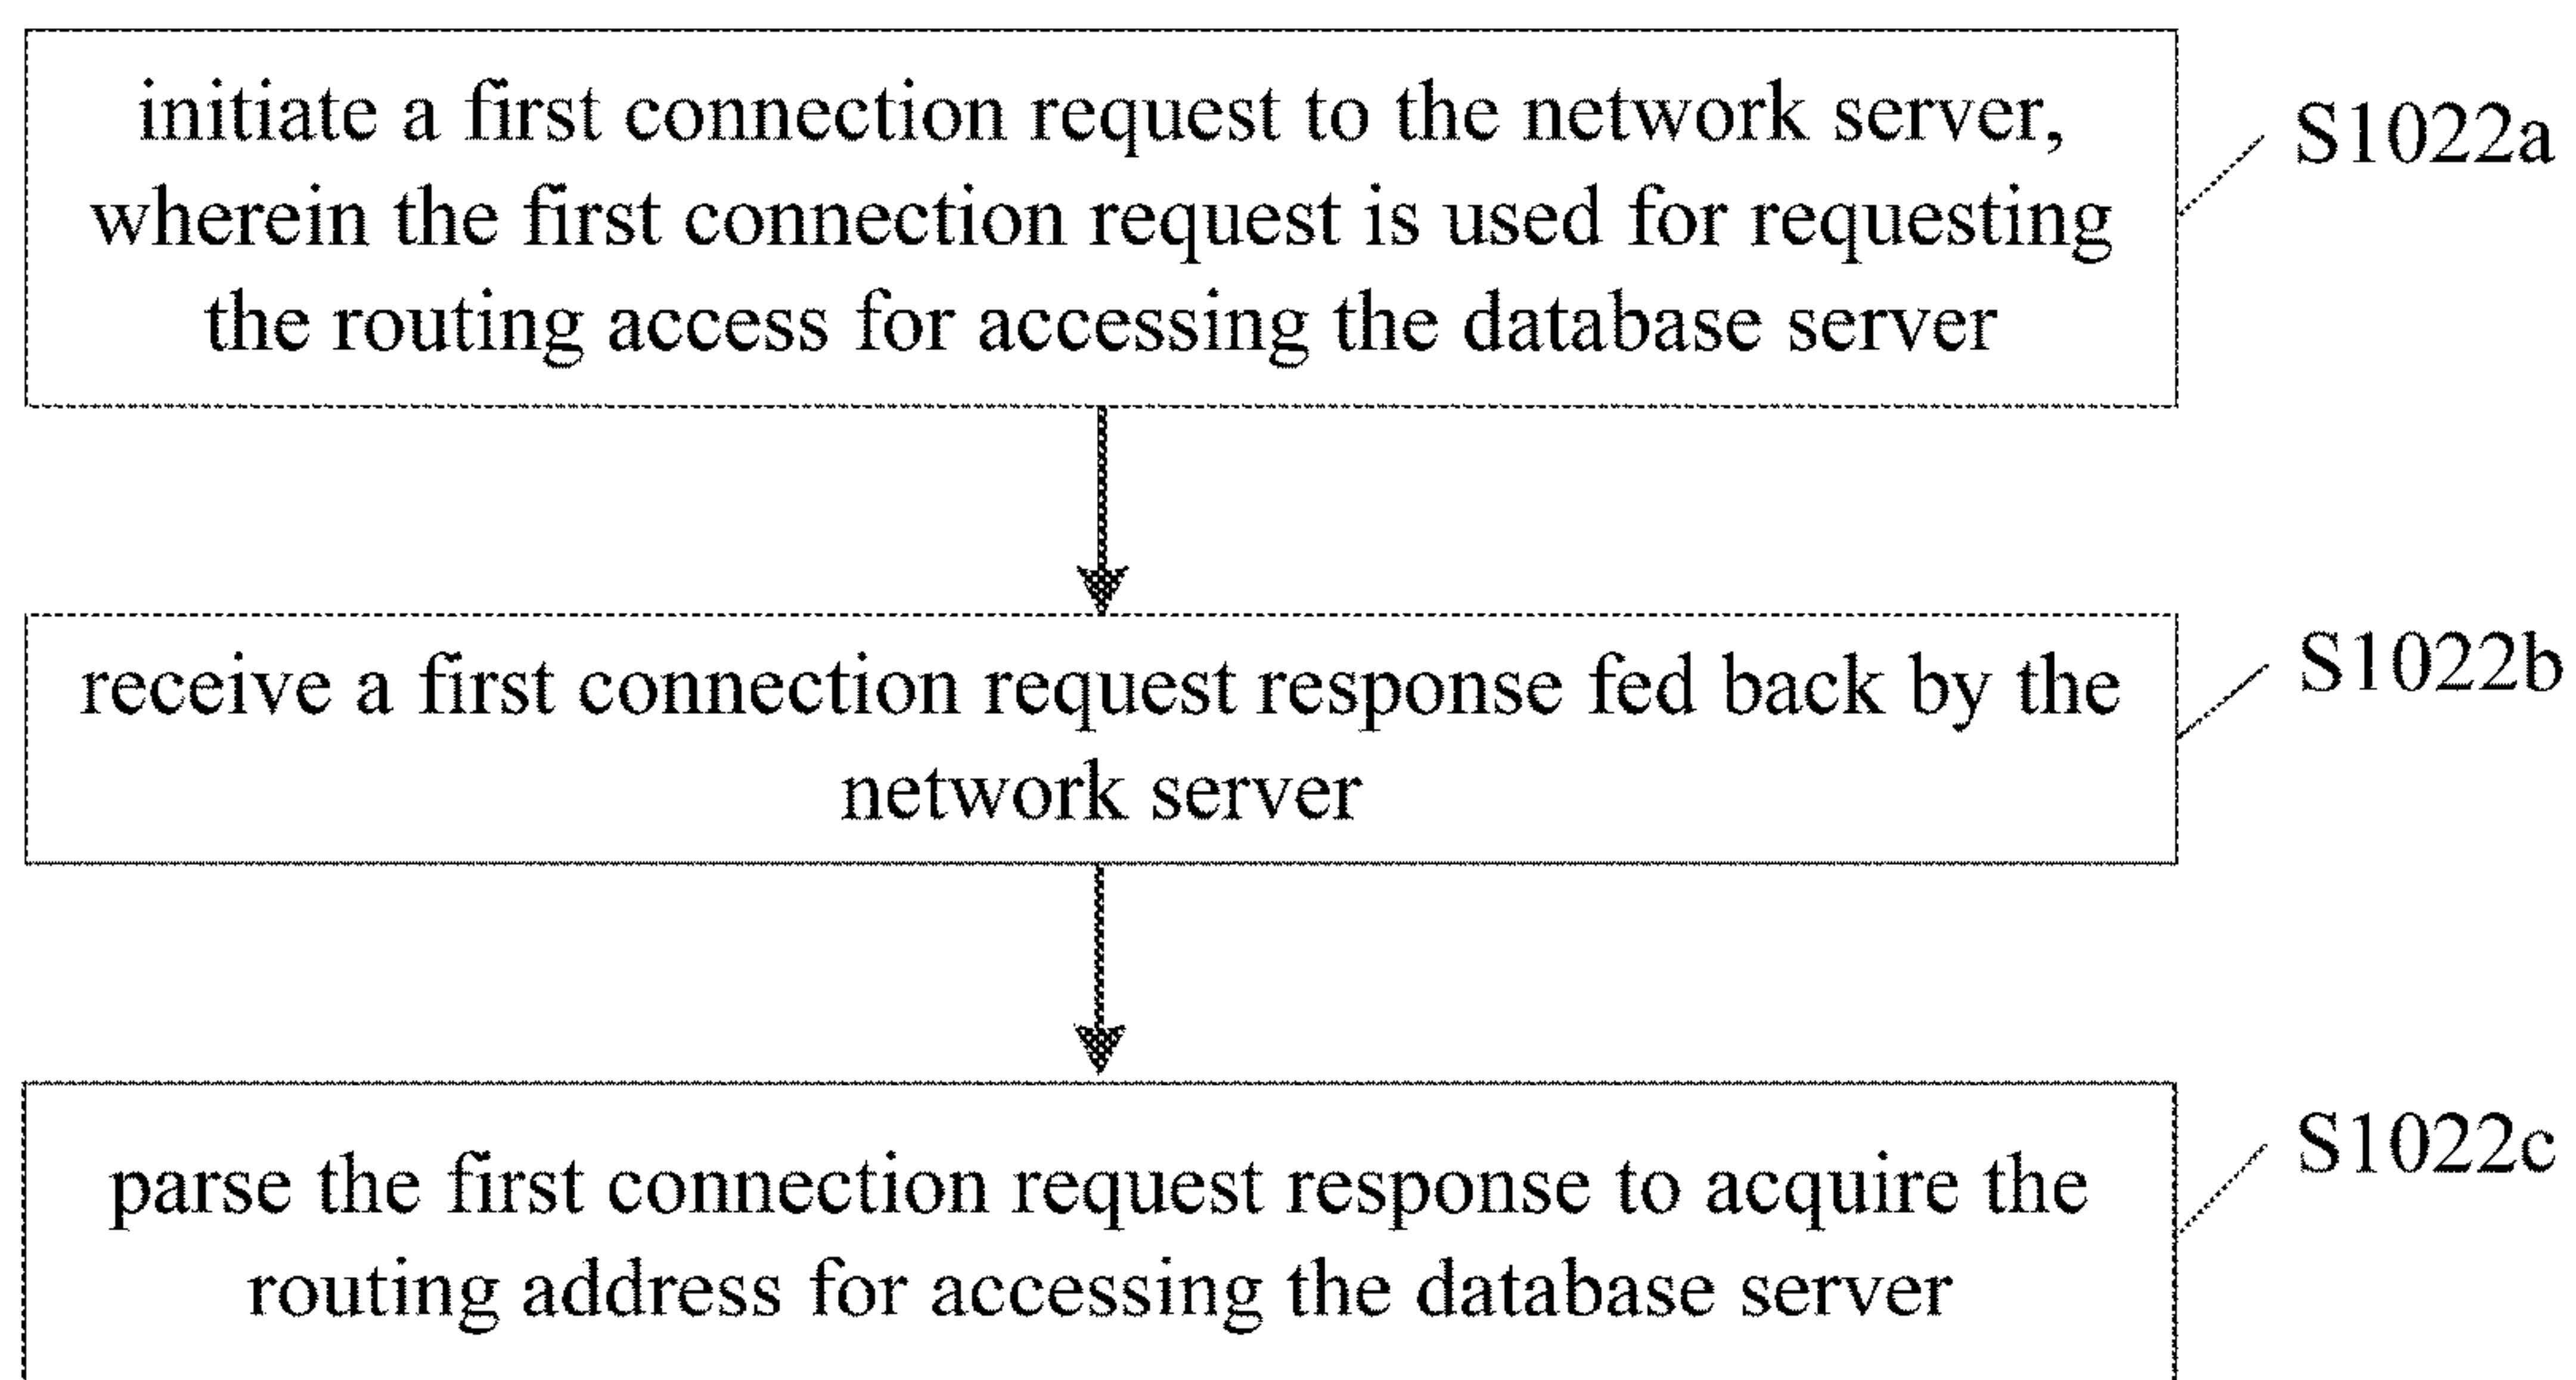 initiate a first connection request to the network server,
wherein the first connection request is used for requesting
the routing access for accessing the database server
S1022a
receive a first connection request response fed back by the
network server
S1022b
parse the first connection request response to acquire the
routing address for accessing the database server
S1022c